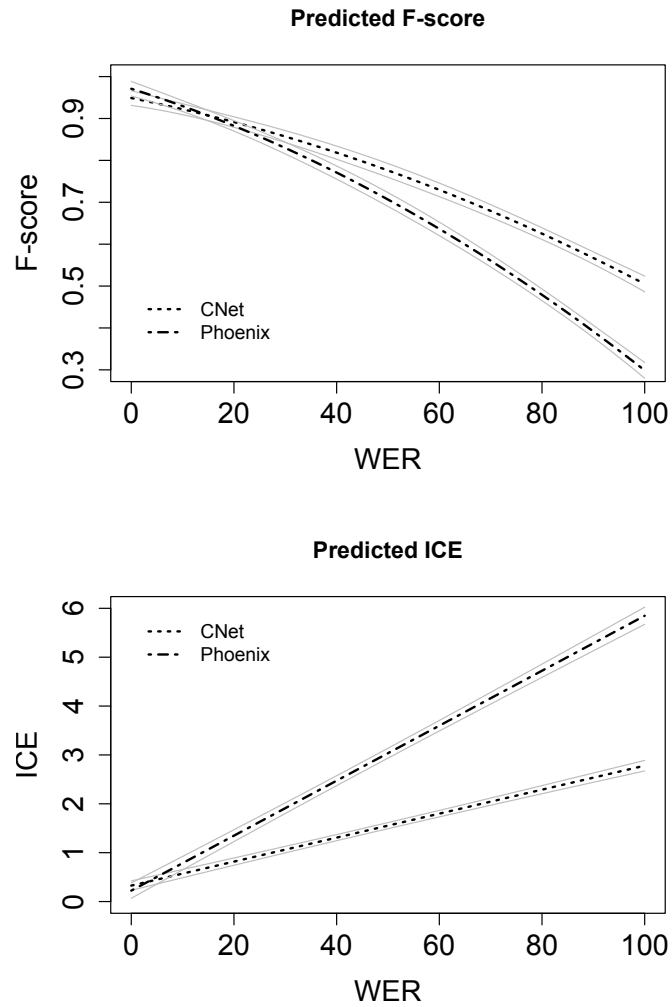 Predicted F-score
F-score
0.9
0.7
0.5
0.3
CNet
Phoenix
0 20 40 60 80 100
WER
Predicted ICE
ICE
6
5
4
3
2
1
0
CNet
Phoenix
0 20 40 60 80 100
WER